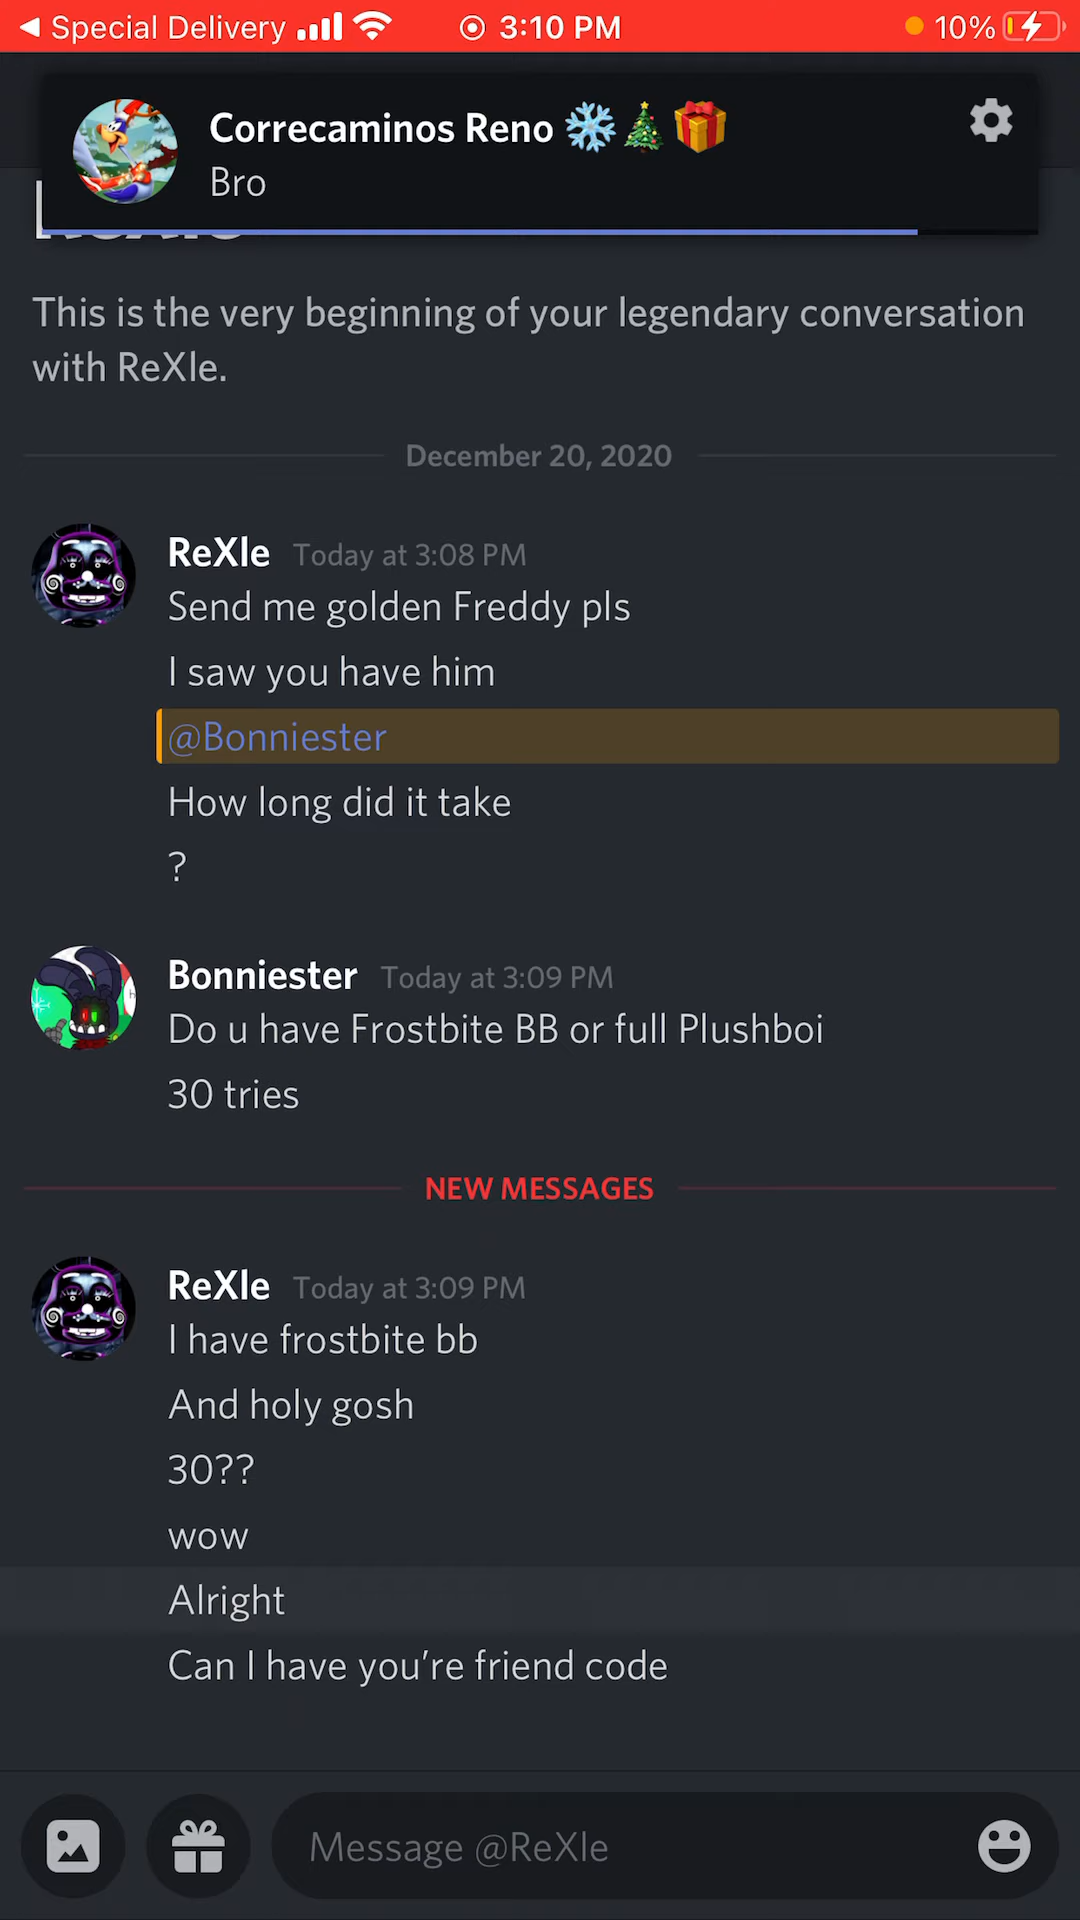 Special Delivery
3:10 PM
10%
Correcaminos Reno
Bro
This is the very beginning of your legendary conversation
with ReXle.
December 20, 2020
ReXle Today at 3:08 PM
Send me golden Freddy pls
I saw you have him
@Bonniester
How long did it take
?
Bonniester Today at 3:09 PM
Do u have Frostbite BB or full Plushboi
30 tries
NEW MESSAGES
ReXle Today at 3:09 PM
I have frostbite bb
And holy gosh
30??
wow
Alright
Can I have you’re friend code
Message @ReXle